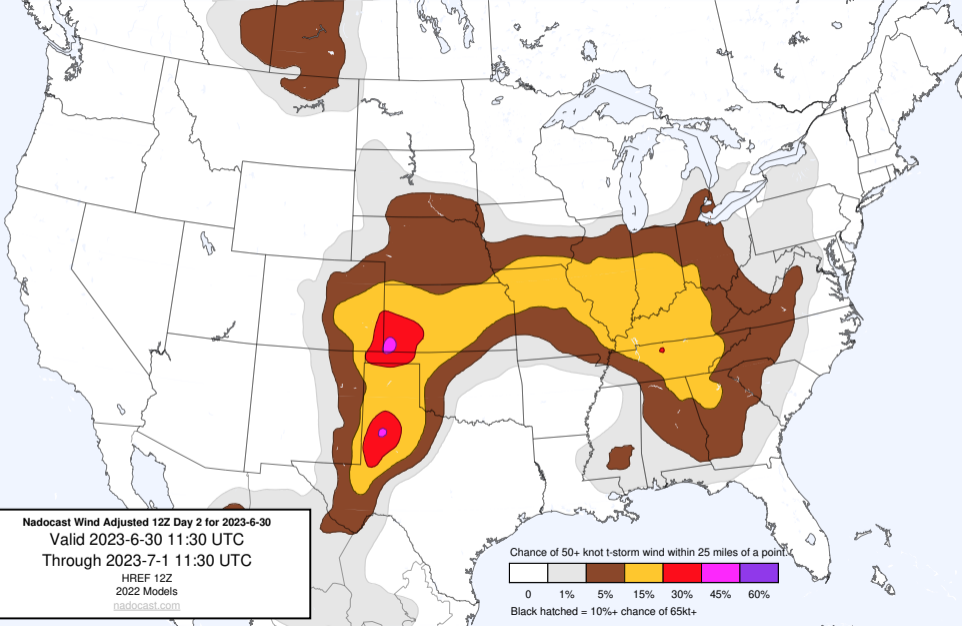 Nadocast Wind Adjusted 12Z Day 2 for 2023-6-30
Valid 2023-6-30 11:30 UTC
Through 2023-7-1 11:30 UTC
HREF 12Z
2022 Models
nadocast.com
Chance of 50+ knot t-storm wind within 25 miles of a point.
0 1% 5% 15% 30% 45% 60%
Black hatched = 10%+ chance of 65kt+